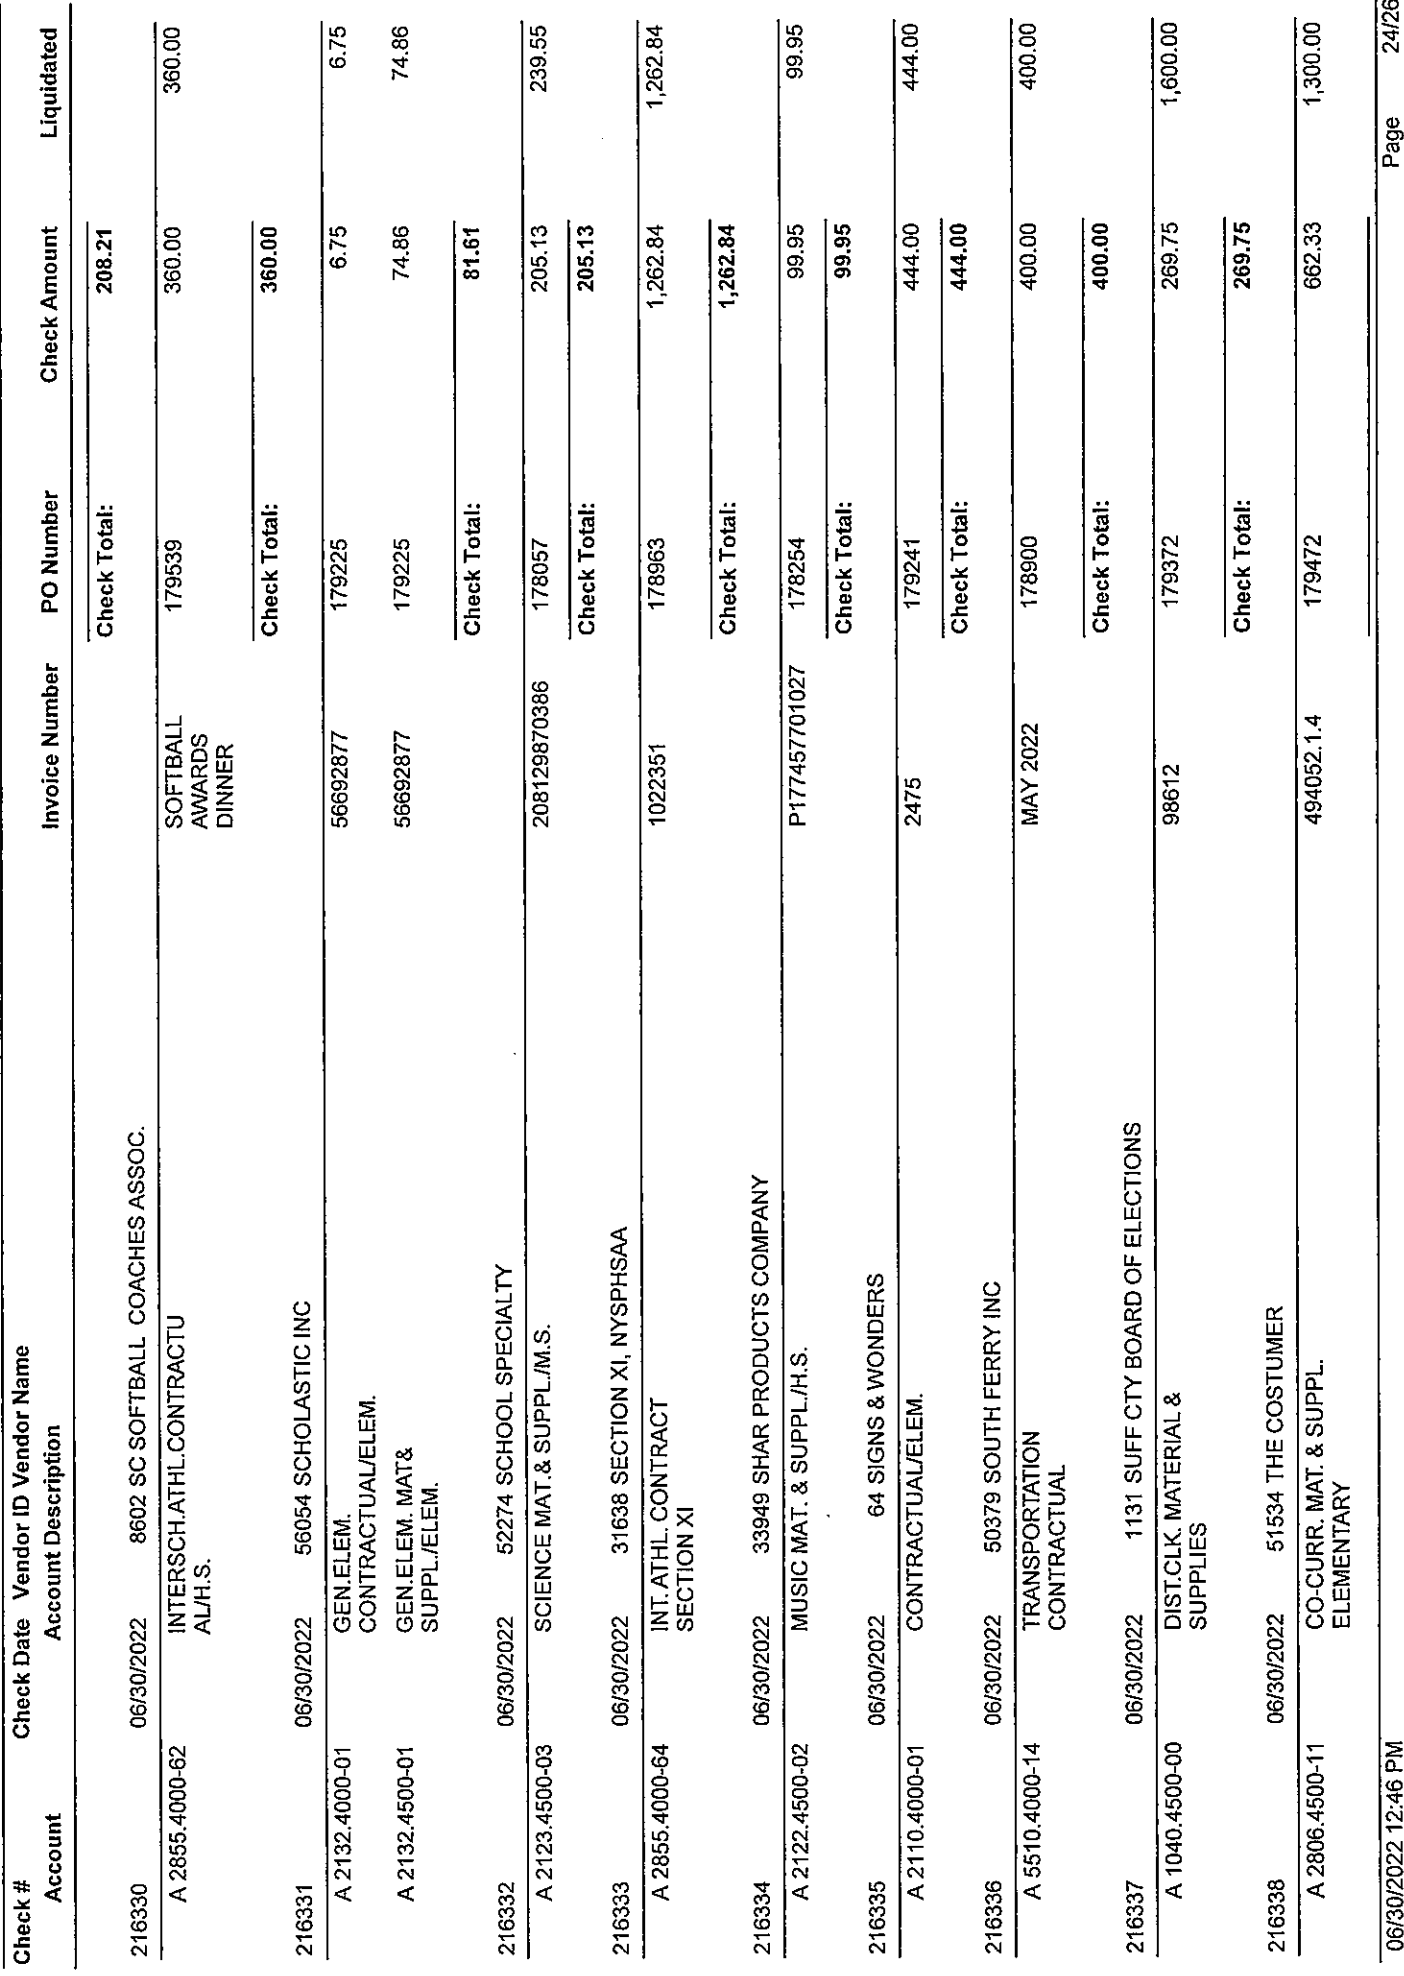 Check # Check Date Vendor ID Vendor Name
Account Account Description Invoice Number PO Number Check Amount Liquidated
Check Total: 208.21
216330 06/30/2022 8602 SC SOFTBALL COACHES ASSOC.
A 2855.4000-62 INTERSCH.ATHL.CONTRACTU SOFTBALL 179539 360.00 360.00
AL/H.S. AWARDS
DINNER
Check Total: 360.00
216331 06/30/2022 56054 SCHOLASTIC INC
A 2132.4000-01 GEN.ELEM. 56692877 179225 6.75 6.75
CONTRACTUAL/ELEM.
A 2132.4500-01 GEN.ELEM. MAT& 56692877 179225 74.86 74.86
SUPPL./ELEM.
Check Total: 81.61
216332 06/30/2022 52274 SCHOOL SPECIALTY
A 2123.4500-03 SCIENCE MAT.& SUPPL./M.S. 208129870386 178057 205.13 239.55
Check Total: 205.13
216333 06/30/2022 31638 SECTION XI, NYSPHSAA
A 2855.4000-64 INT. ATHL. CONTRACT 1022351 178963 1,262.84 1,262.84
SECTION XI
Check Total: 1,262.84
216334 06/30/2022 33949 SHAR PRODUCTS COMPANY
A 2122.4500-02 MUSIC MAT. & SUPPL./H.S. P177457701027 178254 99.95 99.95
Check Total: 99.95
216335 06/30/2022 64 SIGNS & WONDERS
A 2110.4000-01 CONTRACTUAL/ELEM. 2475 179241 444.00 444.00
Check Total: 444.00
216336 06/30/2022 50379 SOUTH FERRY INC
A 5510.4000-14 TRANSPORTATION MAY 2022 178900 400.00 400.00
CONTRACTUAL
Check Total: 400.00
216337 06/30/2022 1131 SUFF CTY BOARD OF ELECTIONS
A 1040.4500-00 DIST.CLK. MATERIAL & 98612 179372 269.75 1,600.00
SUPPLIES
Check Total: 269.75
216338 06/30/2022 51534 THE COSTUMER
A 2806.4500-11 CO-CURR. MAT. & SUPPL. 494052.1.4 179472 662.33 1,300.00
ELEMENTARY
06/30/2022 12:46 PM Page 24/26